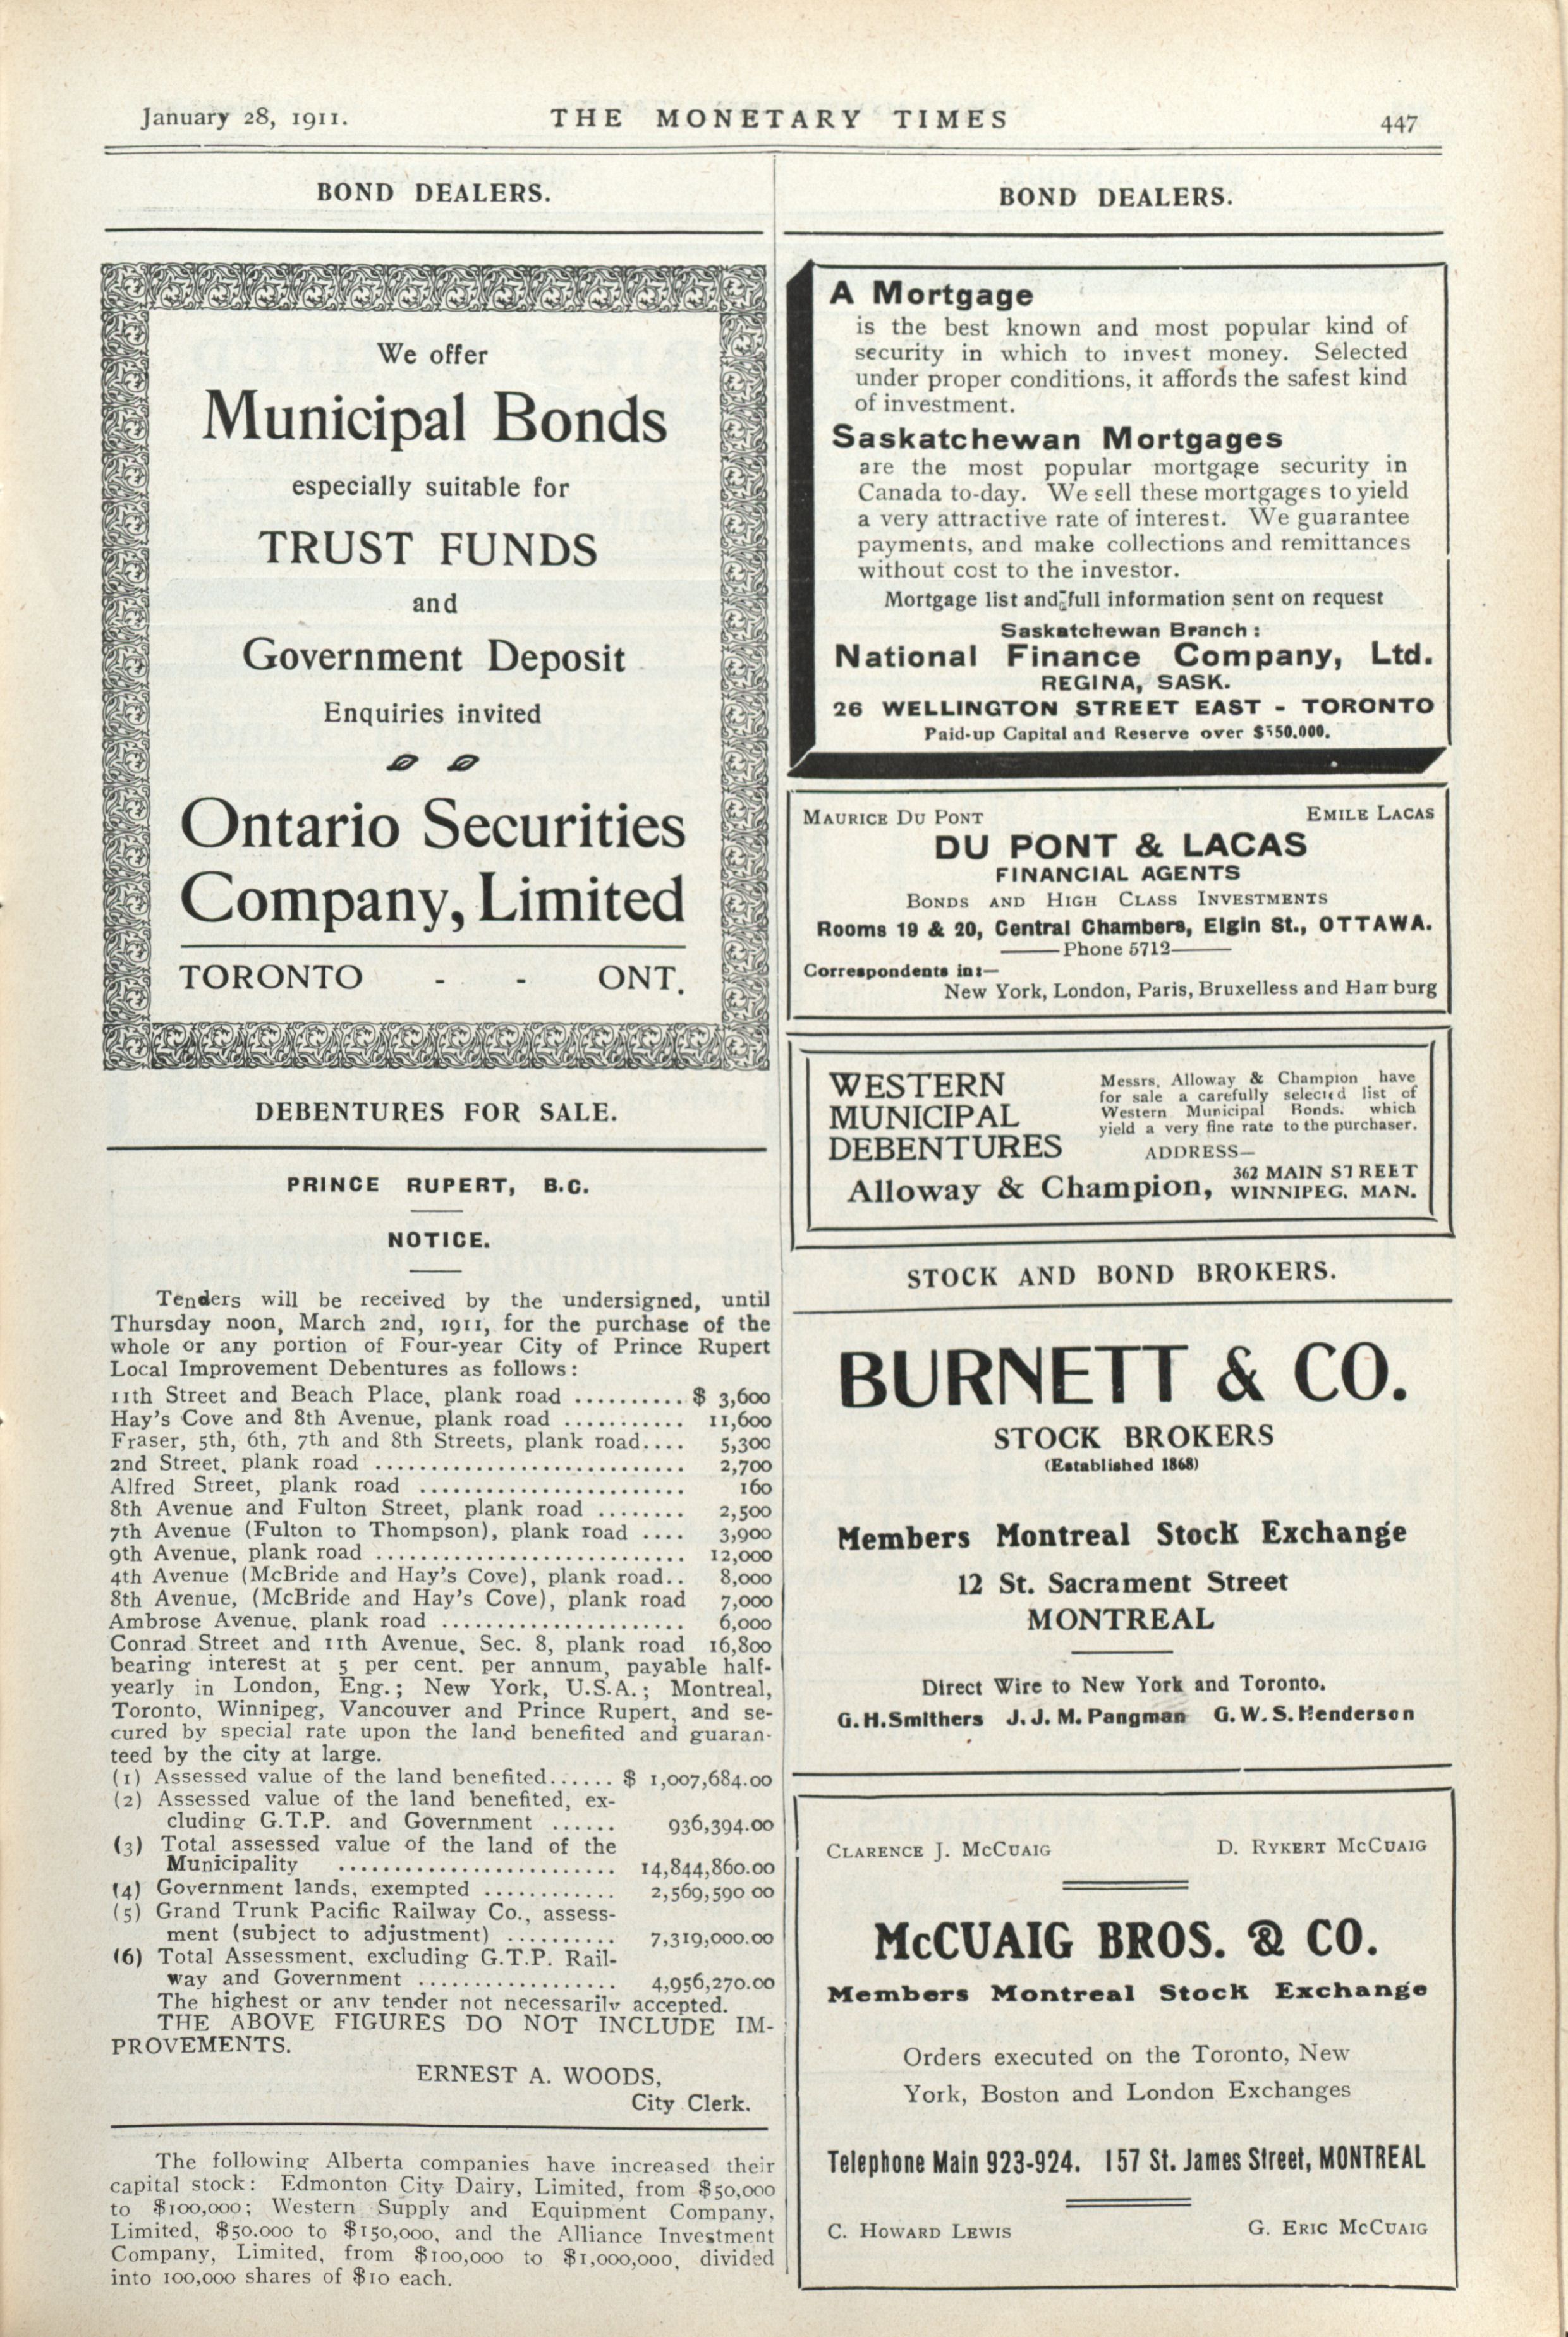 January 28, 1911.
THE MONETARY TIMES
447
BOND DEALERS.
We offer
Municipal Bonds
especially suitable for
TRUST FUNDS
and
Government Deposit
Enquiries invited
Ontario Securities
Company, Limited
TORONTO - - ONT.
DEBENTURES FOR SALE.
PRINCE RUPERT, B.C.
NOTICE.
Tenders will be received by the undersigned, until
Thursday noon, March 2nd, 1911, for the purchase of the
whole or any portion of Four-year City of Prince Rupert
Local Improvement Debentures as follows:
11th Street and Beach Place, plank road .......... $ 3,600
Hay's Cove and 8th Avenue, plank road ........... 11,600
Fraser, 5th, 6th, 7th and 8th Streets, plank road.... 5,300
2nd Street, plank road ............................ 2,700
Alfred Street, plank road ........................ 160
8th Avenue and Fulton Street, plank road ........ 2,500
7th Avenue (Fulton to Thompson), plank road .... 3,900
9th Avenue, plank road ............................ 12,000
4th Avenue (McBride and Hay's Cove), plank road.. 8,000
8th Avenue, (McBride and Hay's Cove), plank road 7,000
Ambrose Avenue, plank road ...................... 6,000
Conrad Street and 11th Avenue, Sec. 8, plank road 16,800
bearing interest at 5 per cent. per annum, payable half-
yearly in London, Eng.; New York, U.S.A.; Montreal,
Toronto, Winnipeg, Vancouver and Prince Rupert, and se-
cured by special rate upon the land benefited and guaran-
teed by the city at large.
(1) Assessed value of the land benefited...... $ 1,007,684.00
(2) Assessed value of the land benefited, ex-
cluding G.T.P. and Government ...... 936,394.00
(3) Total assessed value of the land of the
Municipality ......................... 14,844,860.00
(4) Government lands, exempted ............ 2,569,590 00
(5) Grand Trunk Pacific Railway Co., assess-
ment (subject to adjustment) .......... 7,319,000.00
(6) Total Assessment, excluding G.T.P. Rail-
way and Government .................. 4,956,270.00
The highest or any tender not necessarily accepted.
THE ABOVE FIGURES DO NOT INCLUDE IM-
PROVEMENTS.
ERNEST A. WOODS,
City Clerk.
The following Alberta companies have increased their
capital stock: Edmonton City Dairy, Limited, from $50,000
to $100,000; Western Supply and Equipment Company,
Limited, $50.000 to $150,000, and the Alliance Investment
Company, Limited, from $100,000 to $1,000,000, divided
into 100,000 shares of $10 each.
BOND DEALERS.
A Mortgage
is the best known and most popular kind of
security in which to invest money. Selected
under proper conditions, it affords the safest kind
of investment.
Saskatchewan Mortgages
are the most popular mortgage security in
Canada to-day. We sell these mortgages to yield
a very attractive rate of interest. We guarantee
payments, and make collections and remittances
without cost to the investor.
Mortgage list and full information sent on request
Saskatchewan Branch:
National Finance Company, Ltd.
REGINA, SASK.
26 WELLINGTON STREET EAST - TORONTO
Paid-up Capital and Reserve over
MAURICE DU PONT EMILE LACAS
DU PONT & LACAS
FINANCIAL AGENTS
BONDS AND HIGH CLASS INVESTMENTS
Rooms 19 & 20, Central Chambers, Elgin St., OTTAWA.
Phone 5712
Correspondents in:—
New York, London, Paris, Bruxelless and Hamburg
WESTERN
MUNICIPAL
DEBENTURES
Messrs. Alloway & Champion have
for sale a carefully selected list of
Western Municipal Bonds. which
yield a very fine rate to the purchaser.
ADDRESS—
Alloway & Champion,
362 MAIN STREET
WINNIPEG. MAN.
STOCK AND BOND BROKERS.
BURNETT & CO.
STOCK BROKERS
(Established 1868)
Members Montreal Stock Exchange
12 St. Sacrament Street
MONTREAL
Direct Wire to New York and Toronto.
G. H. Smithers J. J. M. Pangman G. W. S. Henderson
CLARENCE J. MCCUAIG D. RYKERT MCCUAIG
McCUAIG BROS. & CO.
Members Montreal Stock Exchange
Orders executed on the Toronto, New
York, Boston and London Exchanges
Telephone Main 923-924. 157 St. James Street, MONTREAL
C. HOWARD LEWIS G. ERIC MCCUAIG